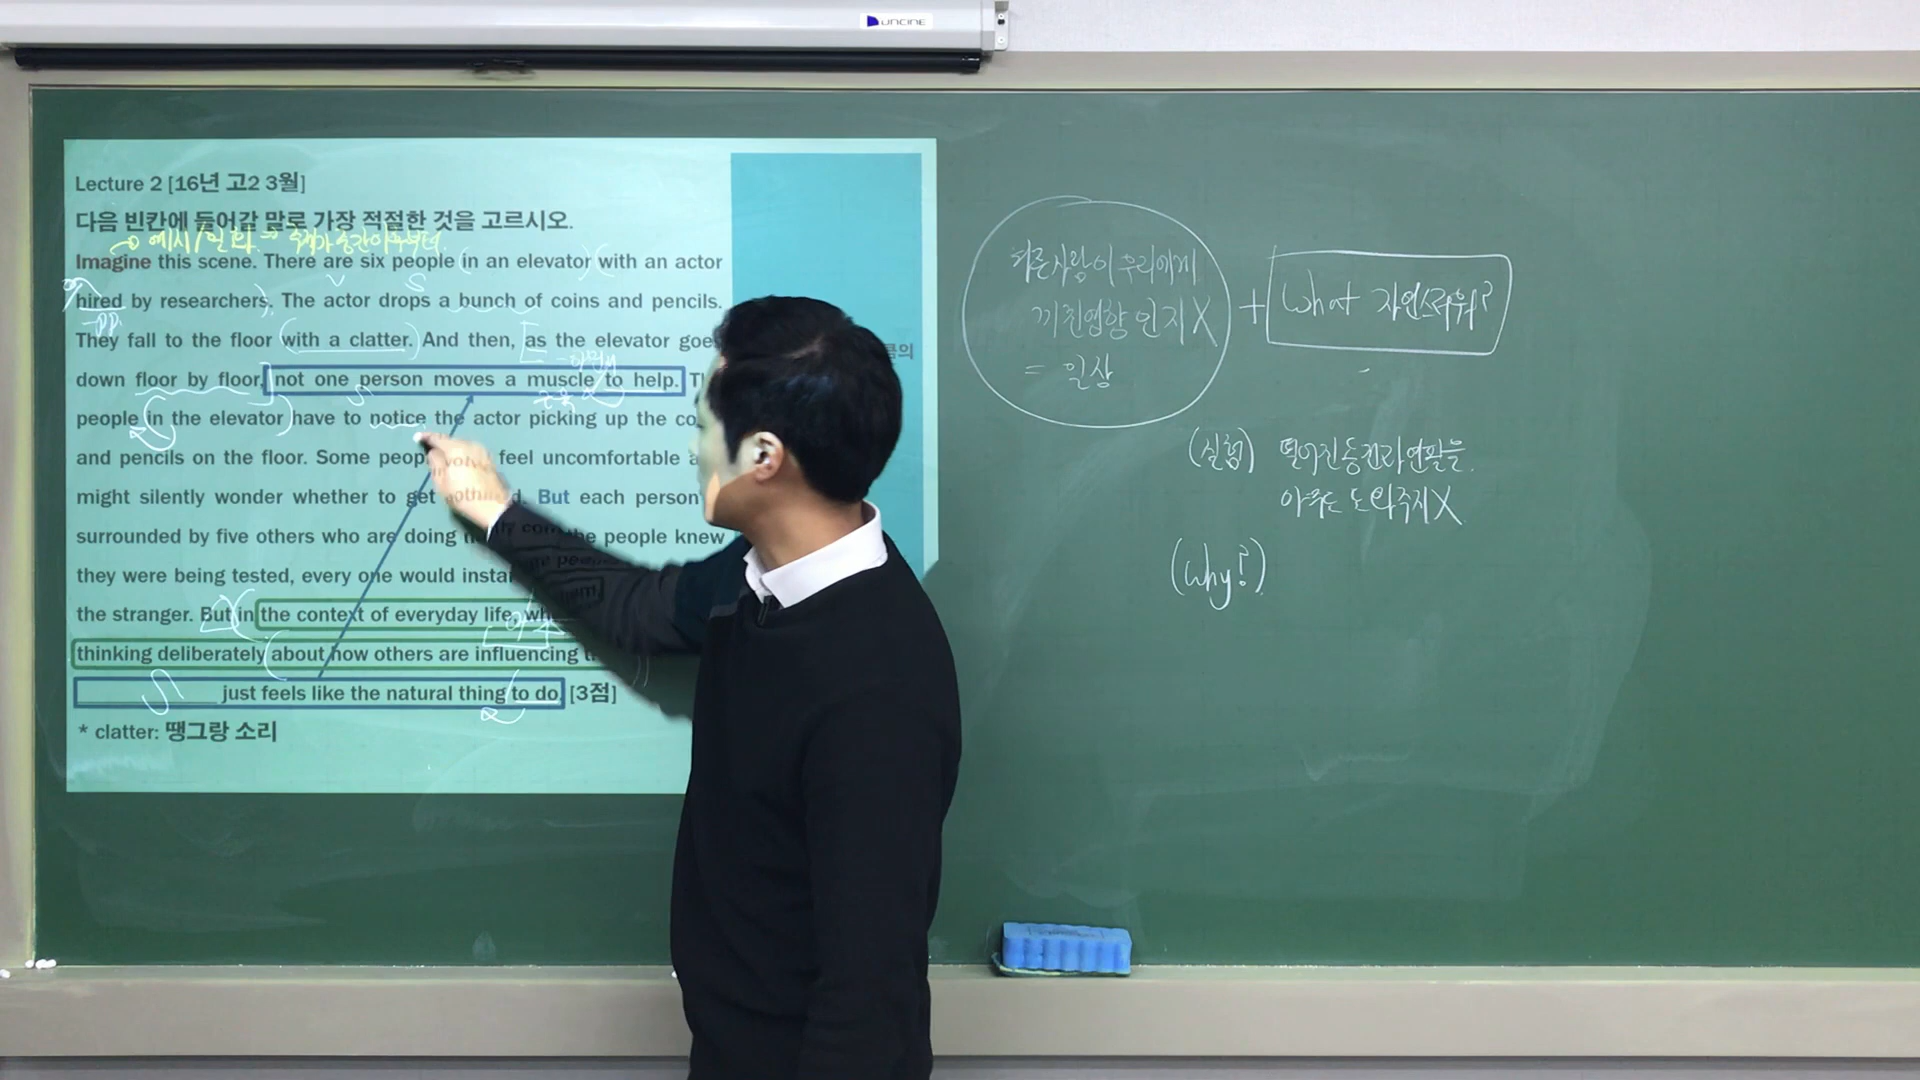 UNCINE
Lecture 2 [16년 고2 3월]
다음 빈칸에 들어갈 말로 가장 적절한 것을 고르시오.
예시/일화
Imagine this scene. There are six people in an elevator with an actor
V S
hired by researchers. The actor drops a bunch of coins and pencils.
pp.
They fall to the floor with a clatter. And then, as the elevator goes
down floor by floor, not one person moves a muscle to help.
근육
people in the elevator have to notice the actor picking up the
and pencils on the floor. Some feel uncomfortable
might silently wonder whether to get But each person
surrounded by five others who are doing the people knew
they were being tested, every one would
the stranger. But in the context of everyday life,
thinking deliberately about how others are influencing
just feels like the natural thing to do. [3점]
* clatter: 땡그랑 소리
다른사람이 우리에게
끼친영향 인지 X
= 일상
+ What 자연스러워?
(실험) 떨어진동전과 연필을
아무도 도와주지 X
(Why?)